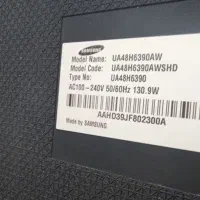 SAMSUNG
Model Name: UA48H6390AW
Model Code: UA48H6390AWSHD
Type No: UA48H6390
AC100-240V 50/60Hz 130.9W
AAHD39JF802300A
Made by SAMSUNG